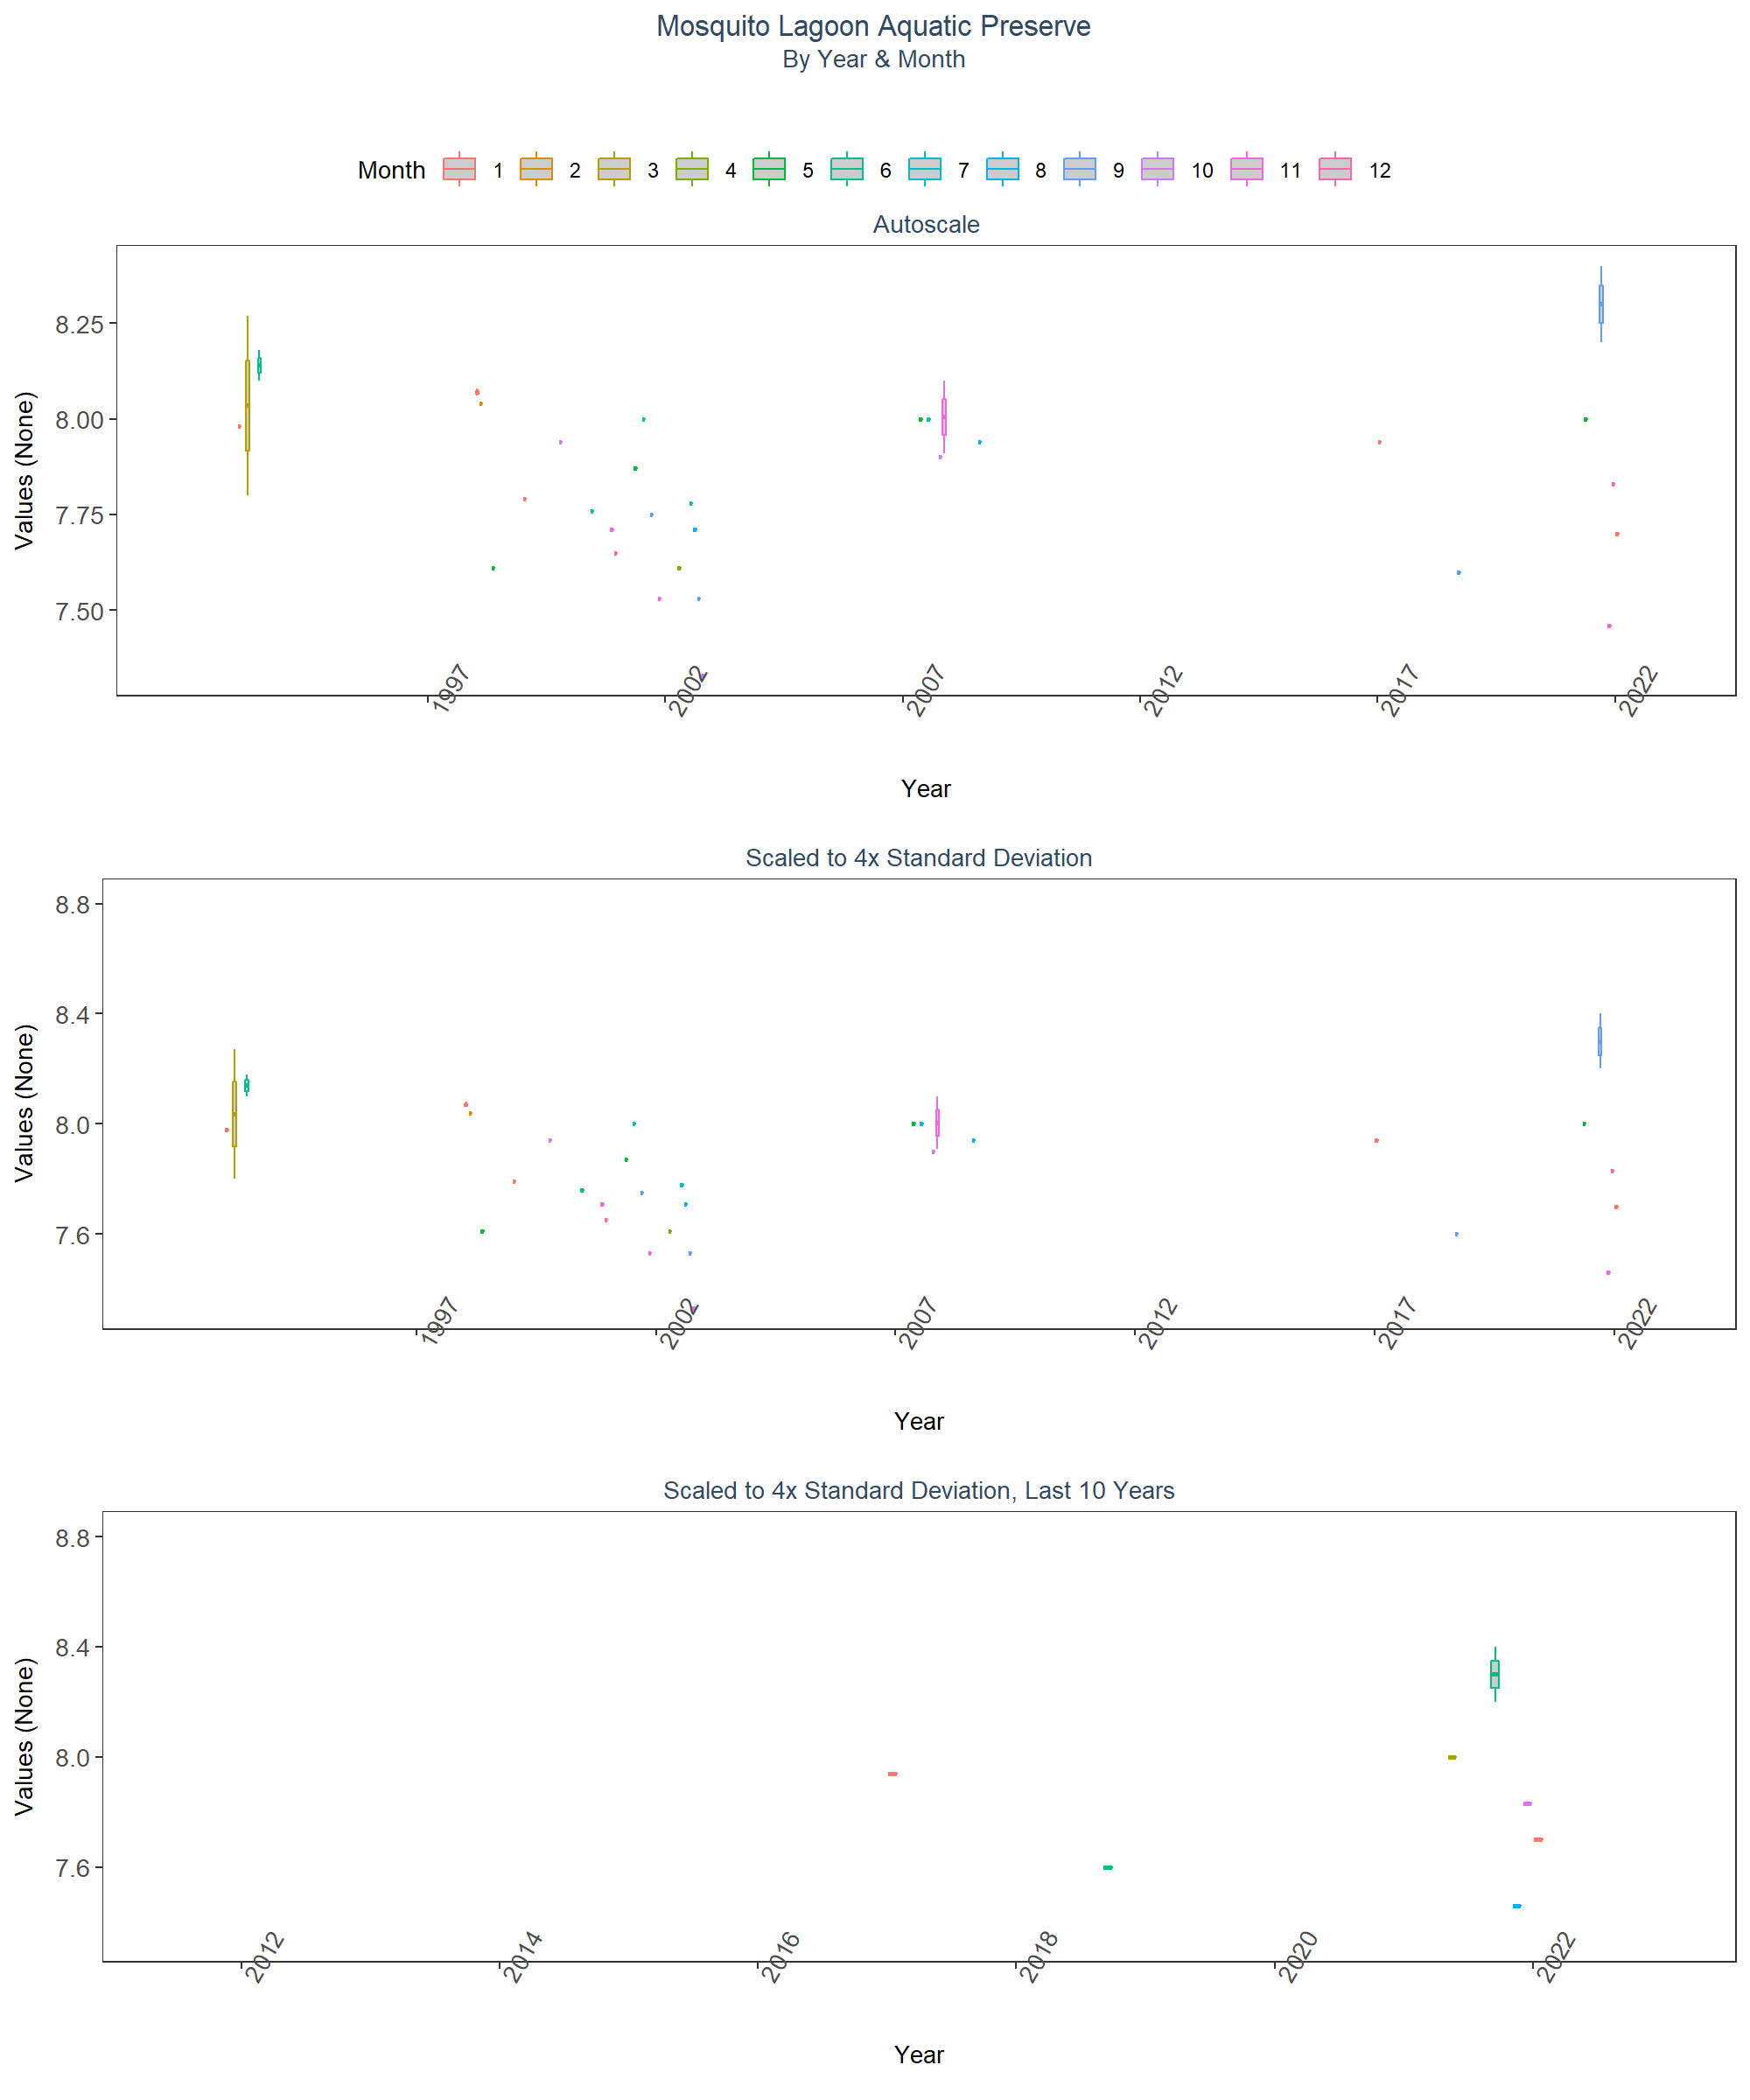 Mosquito Lagoon Aquatic Preserve
By Year & Month
Month 1 2 3 4 5 6 7 8 9 10 11 12
Autoscale
Values (None)
8.25
8.00
7.75
7.50
1997 2002 2007 2012 2017 2022
Year
Scaled to 4x Standard Deviation
Values (None)
8.8
8.4
8.0
7.6
1997 2002 2007 2012 2017 2022
Year
Scaled to 4x Standard Deviation, Last 10 Years
Values (None)
8.8
8.4
8.0
7.6
2012 2014 2016 2018 2020 2022
Year